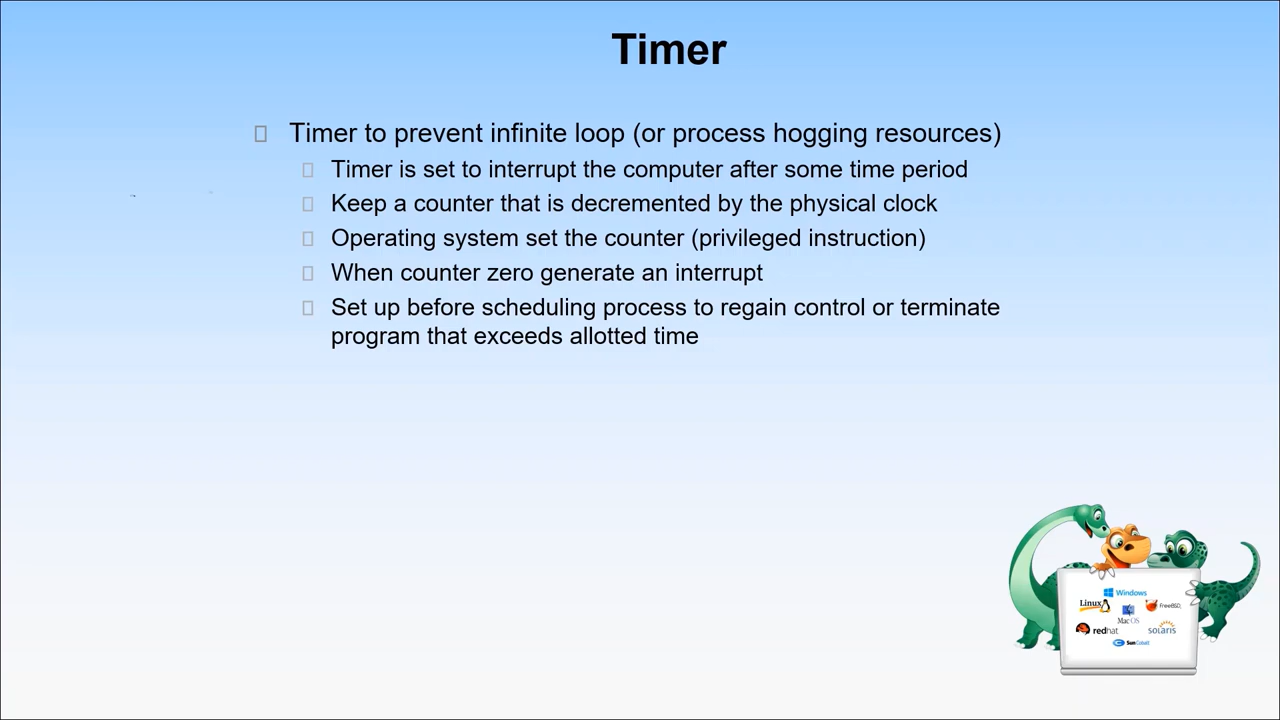 Timer
Timer to prevent infinite loop (or process hogging resources)
Timer is set to interrupt the computer after some time period
Keep a counter that is decremented by the physical clock
Operating system set the counter (privileged instruction)
When counter zero generate an interrupt
Set up before scheduling process to regain control or terminate
program that exceeds allotted time
Windows
Linux
FreeBSD
Mac OS
redhat
solaris
Sun Cobalt